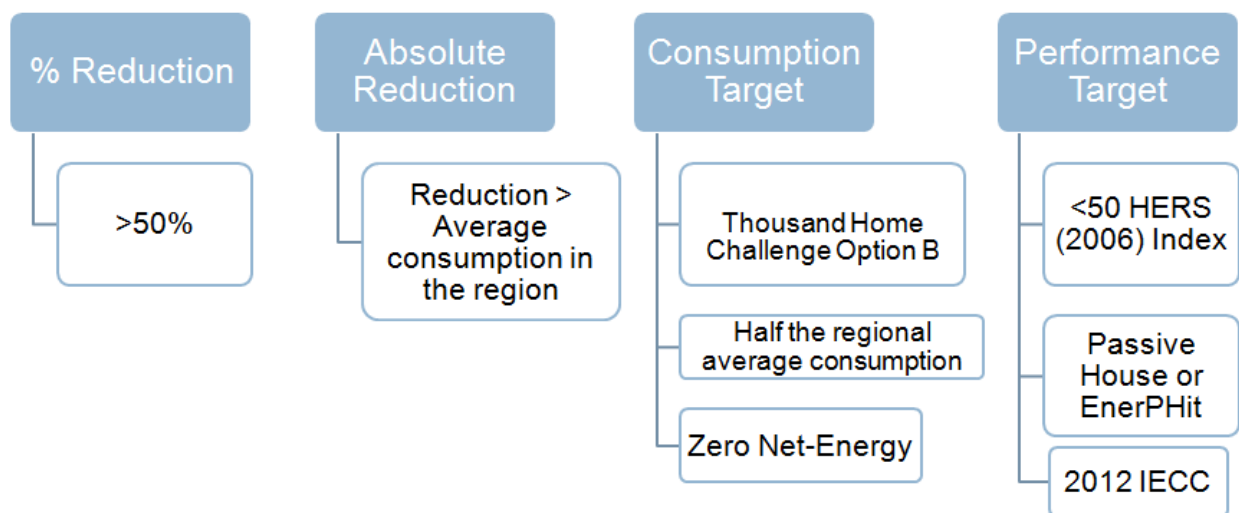 % Reduction
>50%
Absolute
Reduction
Reduction >
Average
consumption in
the region
Consumption
Target
Thousand Home
Challenge Option B
Half the regional
average consumption
Zero Net-Energy
Performance
Target
<50 HERS
(2006) Index
Passive
House or
EnerPHit
2012 IECC